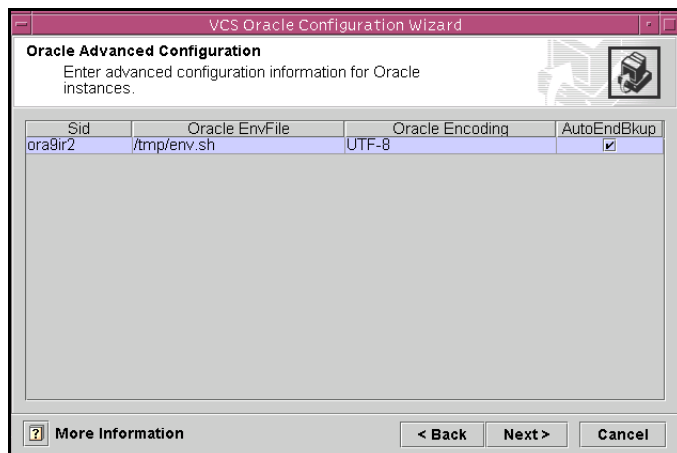 VCS Oracle Configuration Wizard
Oracle Advanced Configuration
Enter advanced configuration information for Oracle
instances.
Sid Oracle EnvFile Oracle Encoding AutoEndBkup
ora9ir2 /tmp/env.sh UTF-8
? More Information < Back Next > Cancel